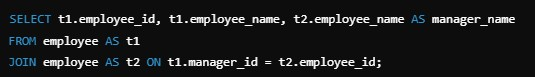 SELECT t1.employee_id, t1.employee_name, t2.employee_name AS manager_name
FROM employee AS t1
JOIN employee AS t2 ON t1.manager_id = t2.employee_id;